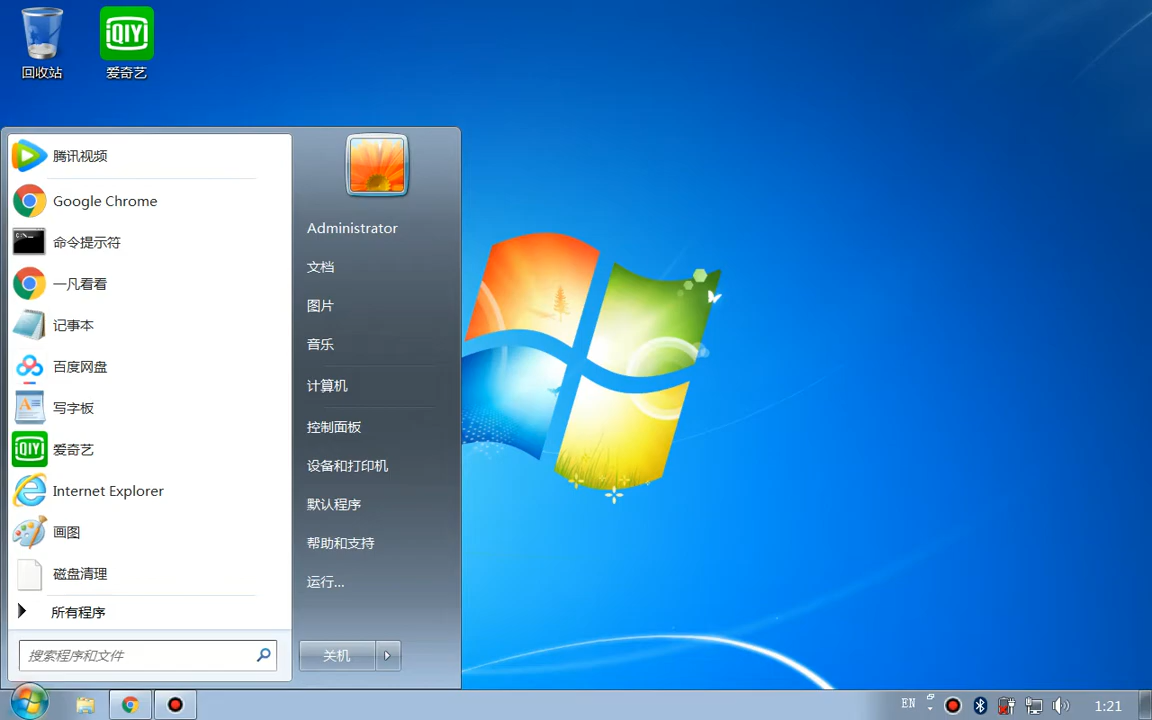 回收站
iQIYI
爱奇艺
腾讯视频
Google Chrome
命令提示符
一凡看看
记事本
百度网盘
写字板
iQIYI
爱奇艺
Internet Explorer
画图
磁盘清理
所有程序
搜索程序和文件
Administrator
文档
图片
音乐
计算机
控制面板
设备和打印机
默认程序
帮助和支持
运行...
关机
EN
1:21